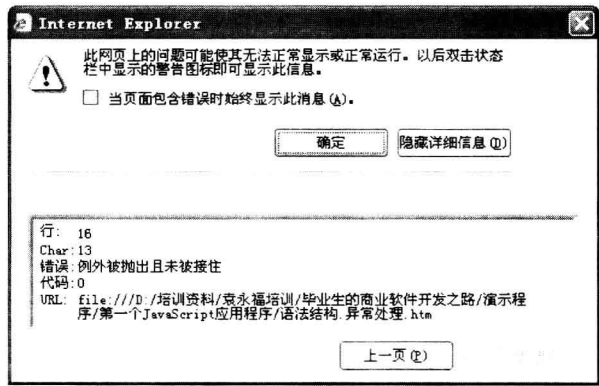 Internet Explorer
此网页上的问题可能使其无法正常显示或正常运行。以后双击状态
栏中显示的警告图标即可显示此信息。
当页面包含错误时始终显示此消息(A)。
确定 隐藏详细信息(D)
行: 16
Char:13
错误:例外被抛出且未被接住
代码:0
URL: file:///D:/培训资料/袁永福培训/毕业生的商业软件开发之路/演示程
序/第一个JavaScript应用程序/语法结构.异常处理.htm
上一页(P)